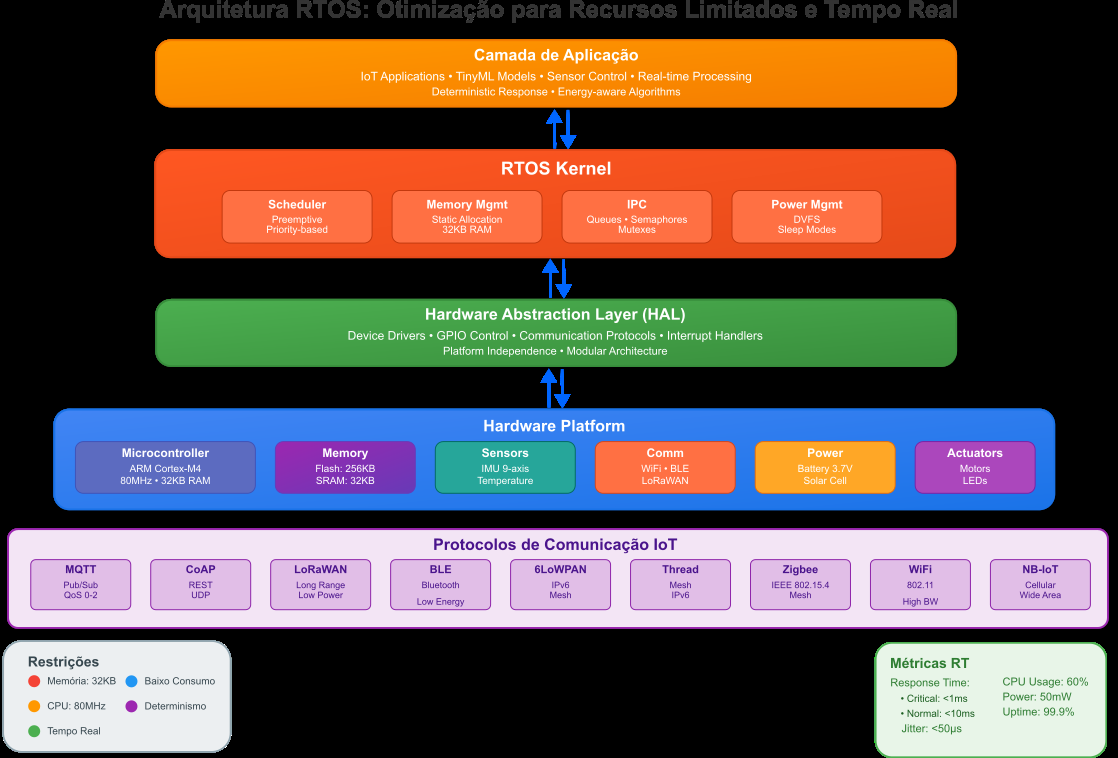 Arquitetura RTOS: Otimização para Recursos Limitados e Tempo Real
Camada de Aplicação
IoT Applications • TinyML Models • Sensor Control • Real-time Processing
Deterministic Response • Energy-aware Algorithms
RTOS Kernel
Scheduler
Preemptive
Priority-based
Memory Mgmt
Static Allocation
32KB RAM
IPC
Queues • Semaphores
Mutexes
Power Mgmt
DVFS
Sleep Modes
Hardware Abstraction Layer (HAL)
Device Drivers • GPIO Control • Communication Protocols • Interrupt Handlers
Platform Independence • Modular Architecture
Hardware Platform
Microcontroller
ARM Cortex-M4
80MHz • 32KB RAM
Memory
Flash: 256KB
SRAM: 32KB
Sensors
IMU 9-axis
Temperature
Comm
WiFi • BLE
LoRaWAN
Power
Battery 3.7V
Solar Cell
Actuators
Motors
LEDs
Protocolos de Comunicação IoT
MQTT
Pub/Sub
QoS 0-2
CoAP
REST
UDP
LoRaWAN
Long Range
Low Power
BLE
Bluetooth
Low Energy
6LoWPAN
IPv6
Mesh
Thread
Mesh
IPv6
Zigbee
IEEE 802.15.4
Mesh
WiFi
802.11
High BW
NB-IoT
Cellular
Wide Area
Restrições
Memória: 32KB
Baixo Consumo
CPU: 80MHz
Determinismo
Tempo Real
Métricas RT
Response Time:
• Critical: <1ms
• Normal: <10ms
Jitter: <50µs
CPU Usage: 60%
Power: 50mW
Uptime: 99.9%